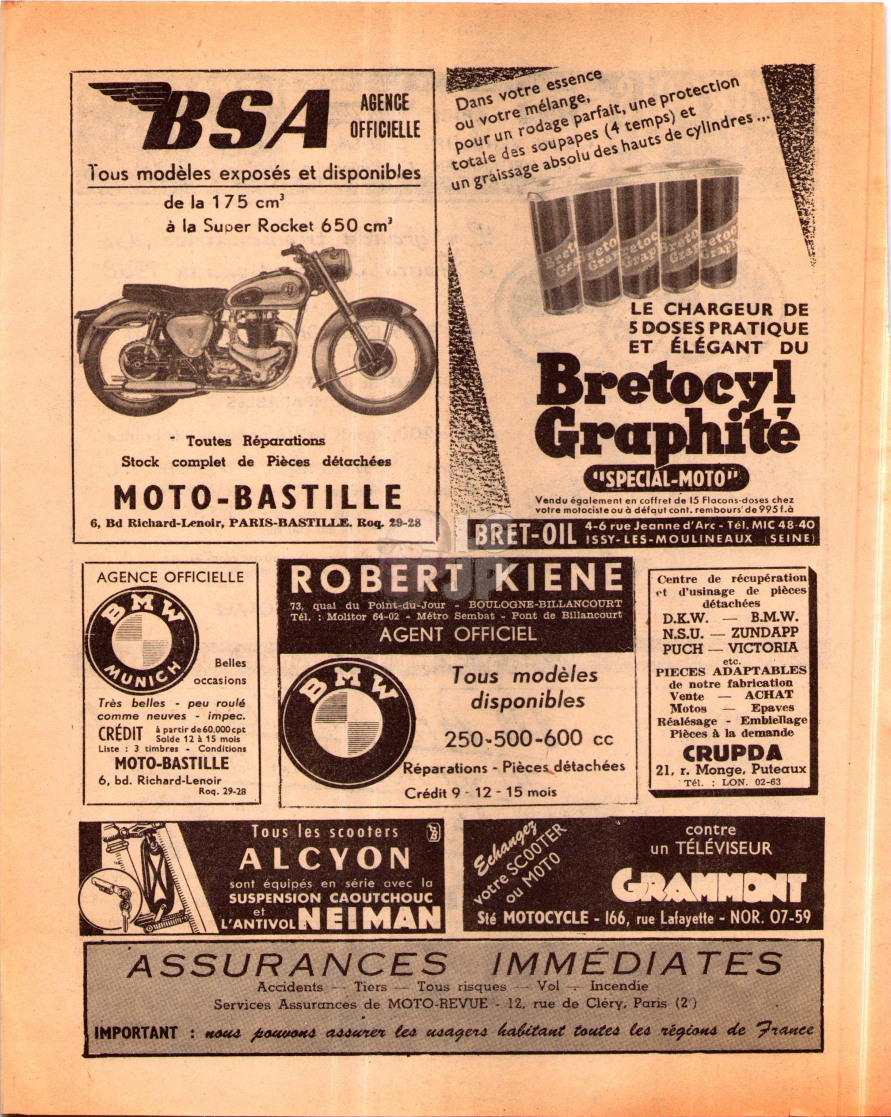 BSA
AGENCE
OFFICIELLE
Tous modèles exposés et disponibles
de la 175 cm³
à la Super Rocket 650 cm³
Toutes Réparations
Stock complet de Pièces détachées
MOTO-BASTILLE
6, Bd Richard-Lenoir, PARIS-BASTILLE. Roq. 29-28
Dans votre essence
ou votre mélange,
pour un rodage parfait, une protection
totale des soupapes (4 temps) et
un graissage absolu des hauts de cylindres...
LE CHARGEUR DE
5 DOSES PRATIQUE
ET ÉLÉGANT DU
Bretocyl
Graphité
"SPÉCIAL-MOTO"
Vendu également en coffret de 15 Flacons-doses chez
votre motociste ou à défaut cont. rembours' de 995 f. à
BRET-OIL 4-6 rue Jeanne d'Arc - Tél. MIC 48-40
ISSY-LES-MOULINEAUX (SEINE)
AGENCE OFFICIELLE
BMW
MUNICH
Belles
occasions
Très belles - peu roulé
comme neuves - impec.
CRÉDIT à partir de 60.000 cpt
Solde 12 à 15 mois
Liste : 3 timbres - Conditions
MOTO-BASTILLE
6, bd. Richard-Lenoir
Roq. 29-28
ROBERT KIENE
73, quai du Point-du-Jour - BOULOGNE-BILLANCOURT
Tél. : Molitor 64-02 - Métro Sembat - Pont de Billancourt
AGENT OFFICIEL
BMW
Tous modèles
disponibles
250-500-600 cc
Réparations - Pièces détachées
Crédit 9 - 12 - 15 mois
Centre de récupération
et d'usinage de pièces
détachées
D.K.W. — B.M.W.
N.S.U. — ZUNDAPP
PUCH — VICTORIA
etc.
PIECES ADAPTABLES
de notre fabrication
Vente — ACHAT
Motos — Epaves
Réalésage - Embiellage
Pièces à la demande
CRUPDA
21, r. Monge, Puteaux
Tél. : LON. 02-63
Tous les scooters
ALCYON
sont équipés en série avec la
SUSPENSION CAOUTCHOUC
et
L'ANTIVOL NEIMAN
Echangez
votre SCOOTER
ou MOTO
contre
un TÉLÉVISEUR
GRAMMONT
Sté MOTOCYCLE - 166, rue Lafayette - NOR. 07-59
ASSURANCES IMMÉDIATES
Accidents — Tiers — Tous risques — Vol — Incendie
Services Assurances de MOTO-REVUE - 12, rue de Cléry, Paris (2ᵉ)
IMPORTANT : nous pouvons assurer les usagers habitant toutes les régions de France